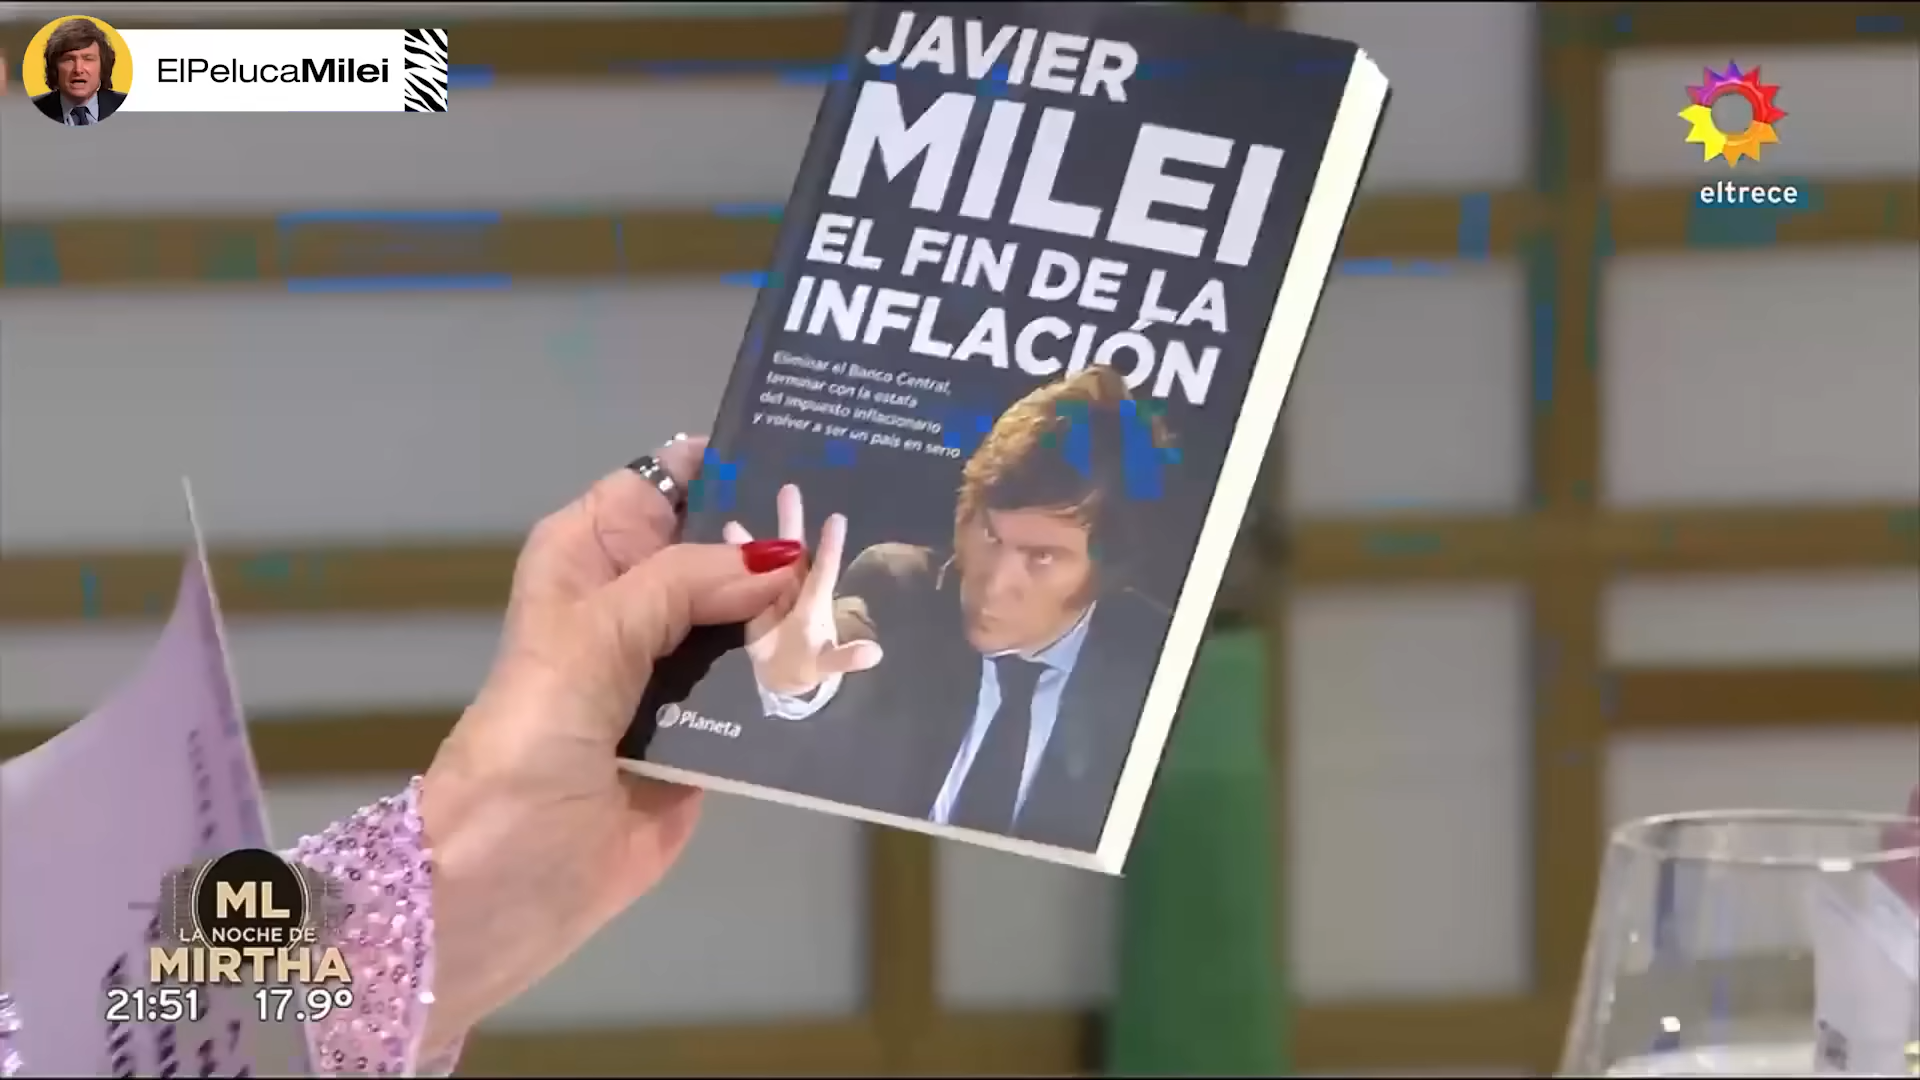 ElPelucaMilei
eltrece
JAVIER
MILEI
EL FIN DE LA
INFLACIÓN
Eliminar el Banco Central,
terminar con la estafa
del impuesto inflacionario
y volver a ser un país en serio
Planeta
ML
LA NOCHE DE
MIRTHA
21:51 17.9º